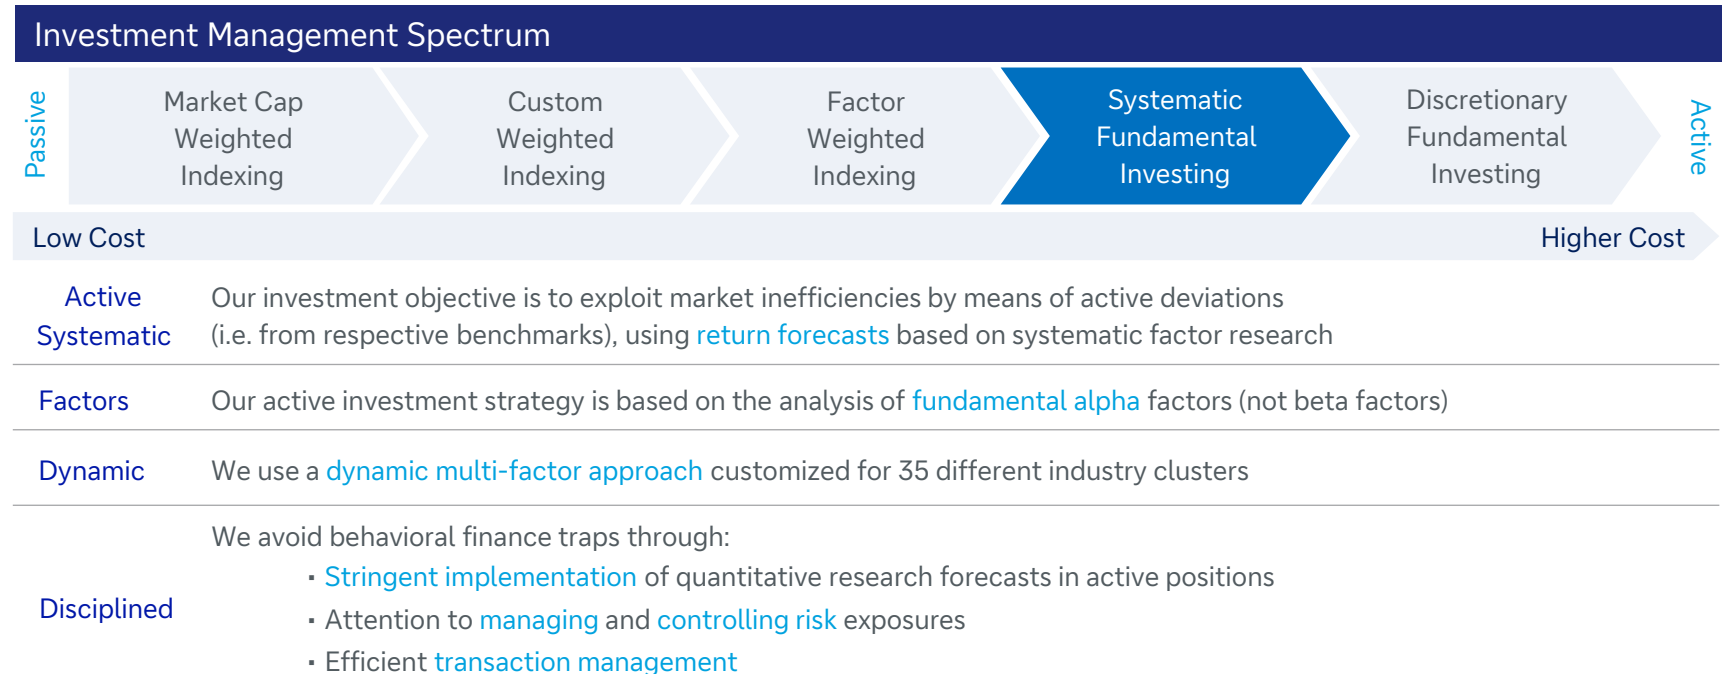 Investment Management Spectrum
Passive
Market Cap
Weighted
Indexing
Custom
Weighted
Indexing
Factor
Weighted
Indexing
Systematic
Fundamental
Investing
Discretionary
Fundamental
Investing
Active
Low Cost
Higher Cost
Active
Systematic
Our investment objective is to exploit market inefficiencies by means of active deviations
(i.e. from respective benchmarks), using return forecasts based on systematic factor research
Factors
Our active investment strategy is based on the analysis of fundamental alpha factors (not beta factors)
Dynamic
We use a dynamic multi-factor approach customized for 35 different industry clusters
Disciplined
We avoid behavioral finance traps through:
▪ Stringent implementation of quantitative research forecasts in active positions
▪ Attention to managing and controlling risk exposures
▪ Efficient transaction management